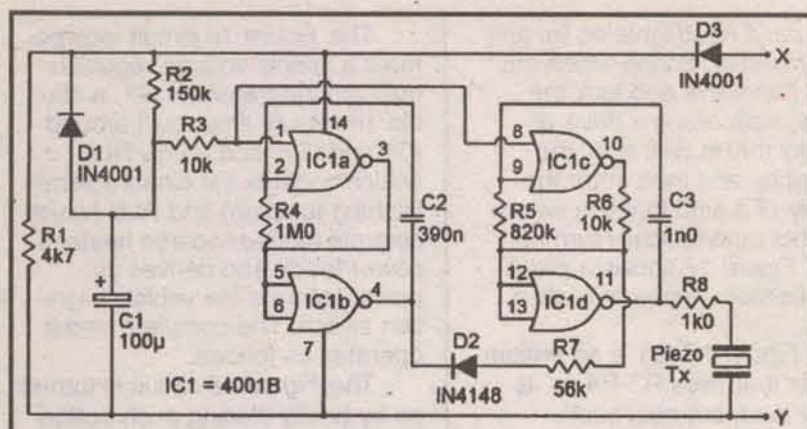 D3
IN4001
X
R2
150k
R3
10k
D1
IN4001
R1
4k7
C1
100µ
+
IC1 = 4001B
14
1
2
IC1a
3
R4
1M0
C2
390n
5
6
IC1b
4
7
D2
IN4148
R7
56k
8
9
IC1c
10
R5
820k
R6
10k
C3
1n0
12
13
IC1d
11
R8
1k0
Piezo
Tx
Y